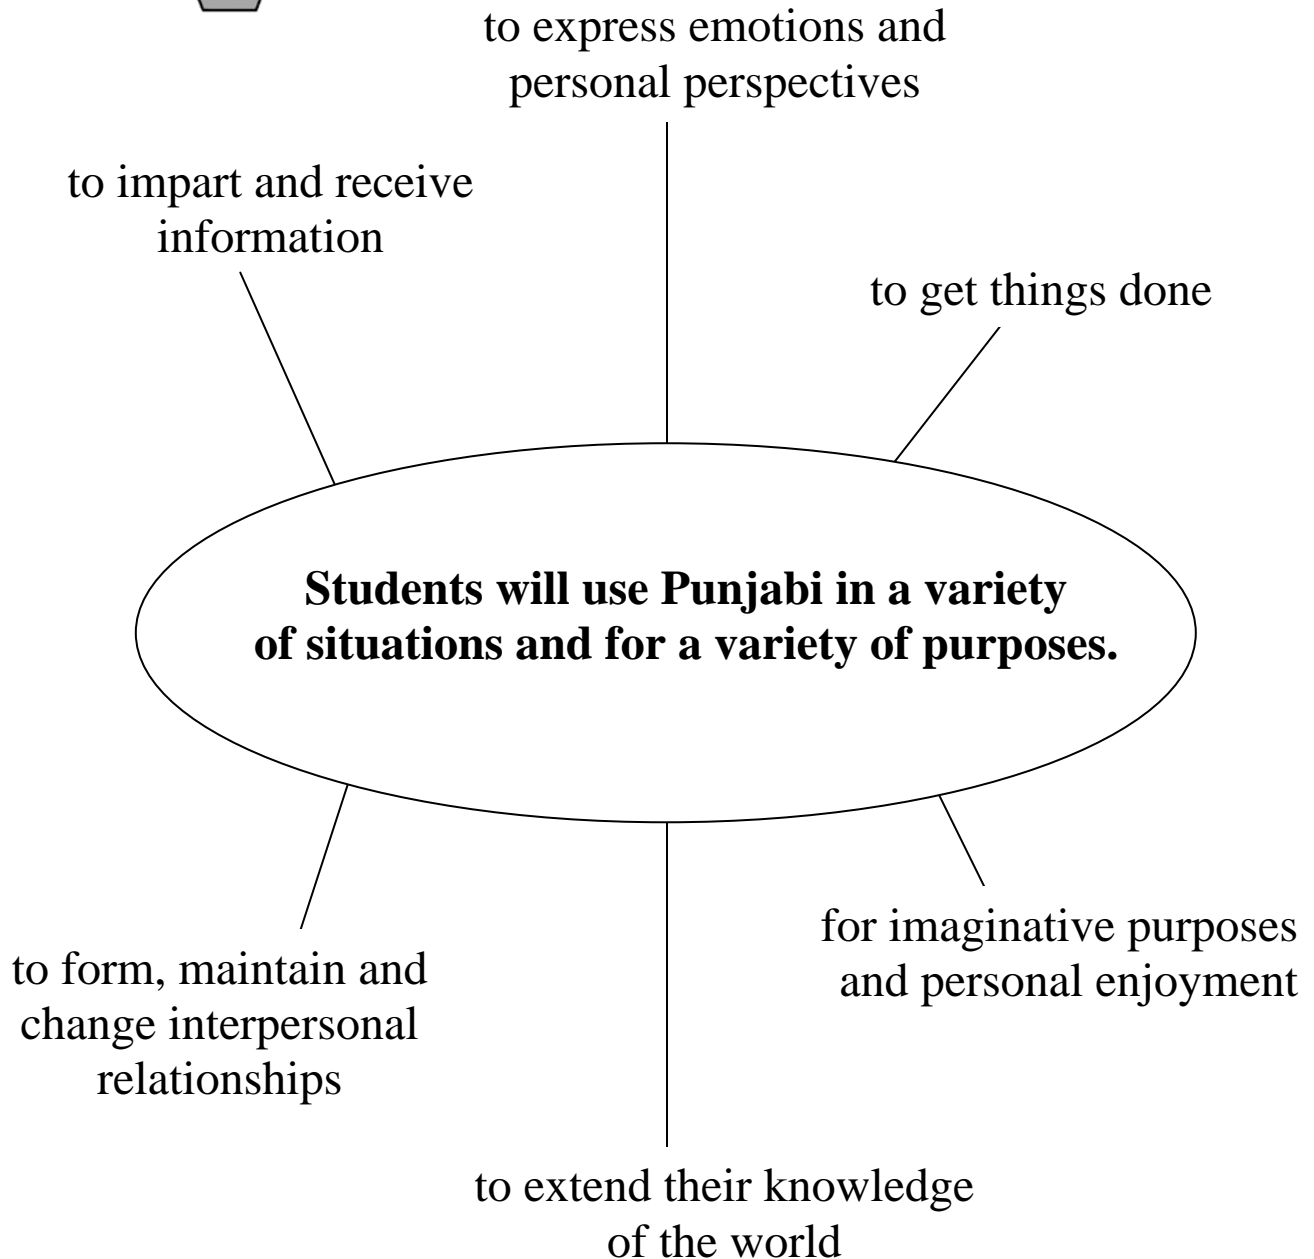 to express emotions and
personal perspectives
to impart and receive
information
to get things done
Students will use Punjabi in a variety
of situations and for a variety of purposes.
for imaginative purposes
and personal enjoyment
to form, maintain and
change interpersonal
relationships
to extend their knowledge
of the world